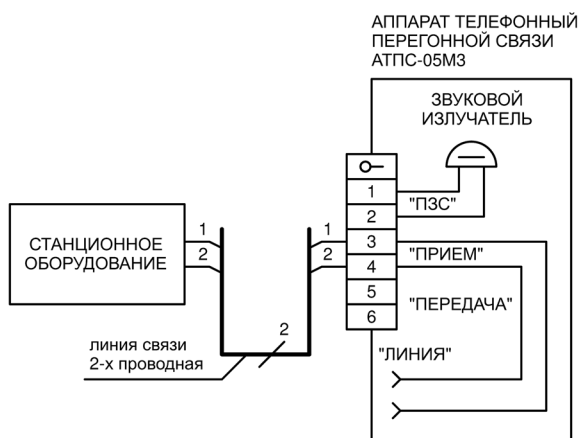 АППАРАТ ТЕЛЕФОННЫЙ
ПЕРЕГОННОЙ СВЯЗИ
АТПС-05М3
ЗВУКОВОЙ
ИЗЛУЧАТЕЛЬ
1
"ПЗС"
2
СТАНЦИОННОЕ
ОБОРУДОВАНИЕ
1
2
1
2
3
"ПРИЕМ"
4
5
"ПЕРЕДАЧА"
6
2
линия связи
2-х проводная
"ЛИНИЯ"